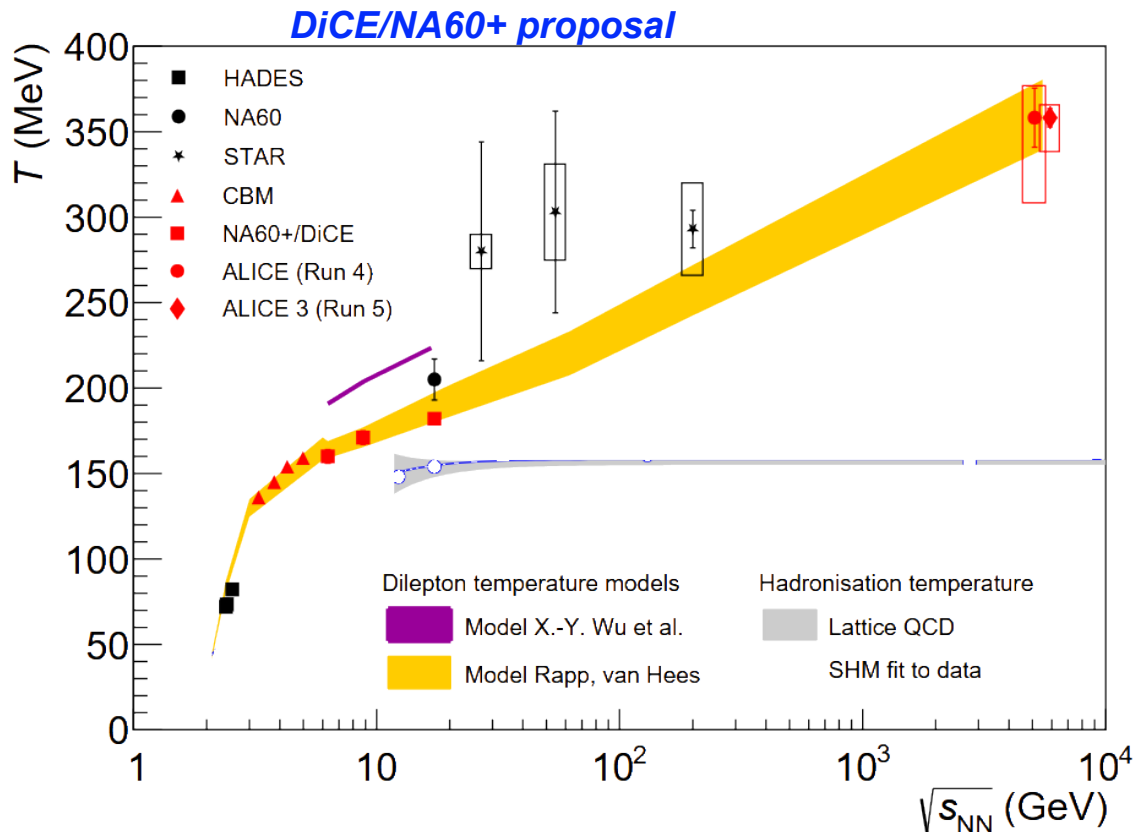 DiCE/NA60+ proposal
T (MeV)
400
350
300
250
200
150
100
50
0
HADES
NA60
STAR
CBM
NA60+/DiCE
ALICE (Run 4)
ALICE 3 (Run 5)
Dilepton temperature models
Model X.-Y. Wu et al.
Model Rapp, van Hees
Hadronisation temperature
Lattice QCD
SHM fit to data
1
10
10²
10³
10⁴
√sNN (GeV)